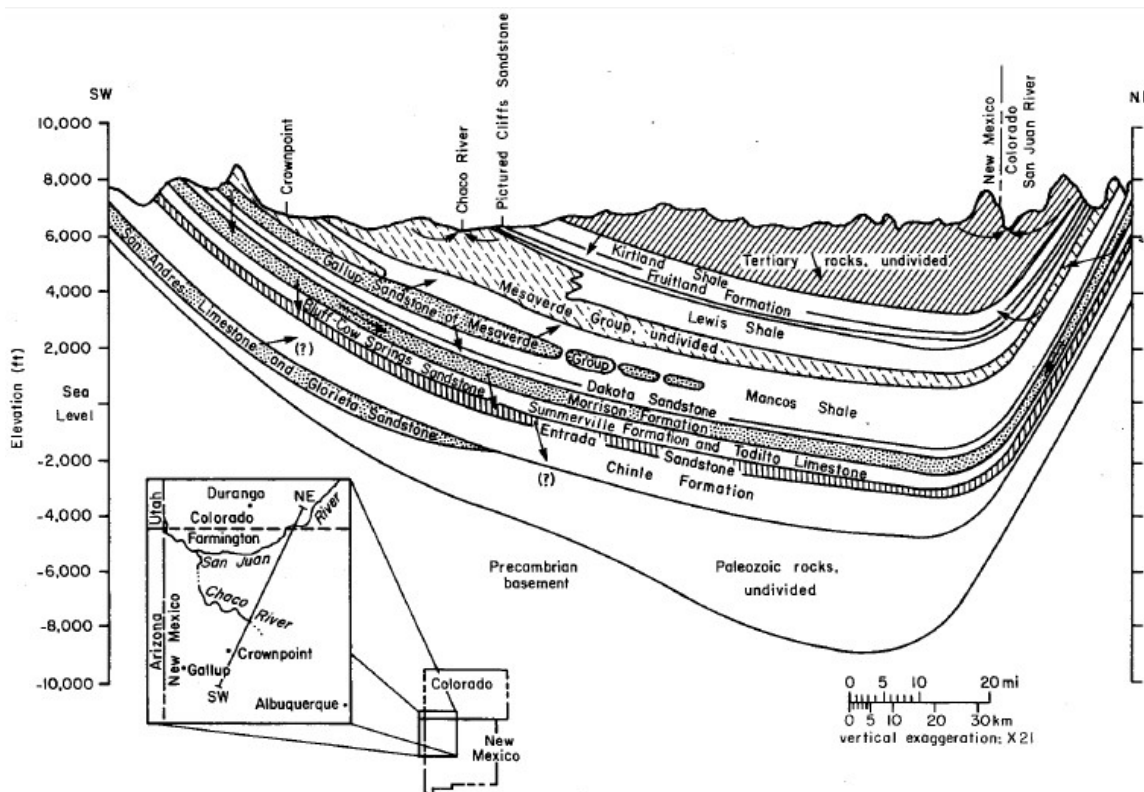 SW
N
10,000
8,000
6,000
4,000
2,000
Sea
Level
-2,000
-4,000
-6,000
-8,000
-10,000
Elevation (ft)
Crownpoint
Chaco River
Pictured Cliffs Sandstone
New Mexico
Colorado
San Juan River
Kirtland Shale
Fruitland Formation
Tertiary rocks, undivided
Lewis Shale
Mesaverde Group, undivided
Gallup Sandstone of Mesaverde
Group
Mancos Shale
Dakota Sandstone
Morrison Formation
Bluff Cow Springs Sandstone
Summerville Formation and Todilto Limestone
Entrada Sandstone
Chinle Formation
San Andres Limestone and Glorieta Sandstone
(?)
(?)
Precambrian
basement
Paleozoic rocks,
undivided
Utah
Durango
NE
River
Colorado
Farmington
San Juan
Chaco
River
Arizona
New Mexico
Crownpoint
Gallup
SW
Albuquerque
Colorado
New
Mexico
0 5 10 20 mi
0 5 10 20 30 km
vertical exaggeration: X21